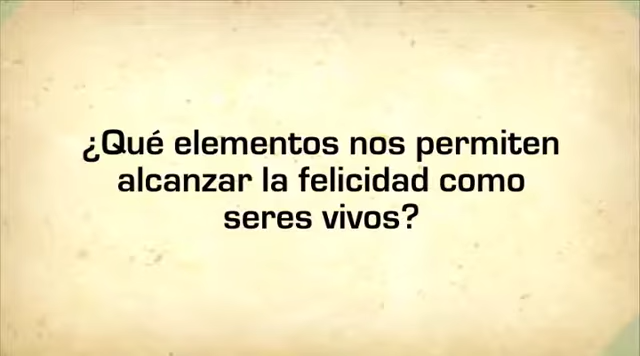 ¿Qué elementos nos permiten
alcanzar la felicidad como
seres vivos?